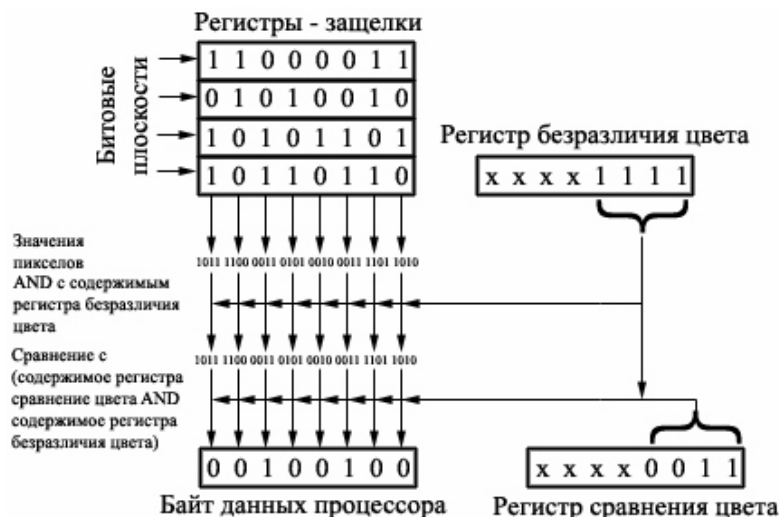 Регистры - защелки
1 1 0 0 0 0 1 1
0 1 0 1 0 0 1 0
1 0 1 0 1 1 0 1
1 0 1 1 0 1 1 0
Битовые
плоскости
Регистр безразличия цвета
x x x x 1 1 1 1
Значения
пикселов
AND с содержимым
регистра безразличия
цвета
1011 1100 0011 0101 0010 0011 1101 1010
Сравнение с
(содержимое регистра
сравнение цвета AND
содержимое регистра
безразличия цвета)
1011 1100 0011 0101 0010 0011 1101 1010
0 0 1 0 0 1 0 0
Байт данных процессора
x x x x 0 0 1 1
Регистр сравнения цвета